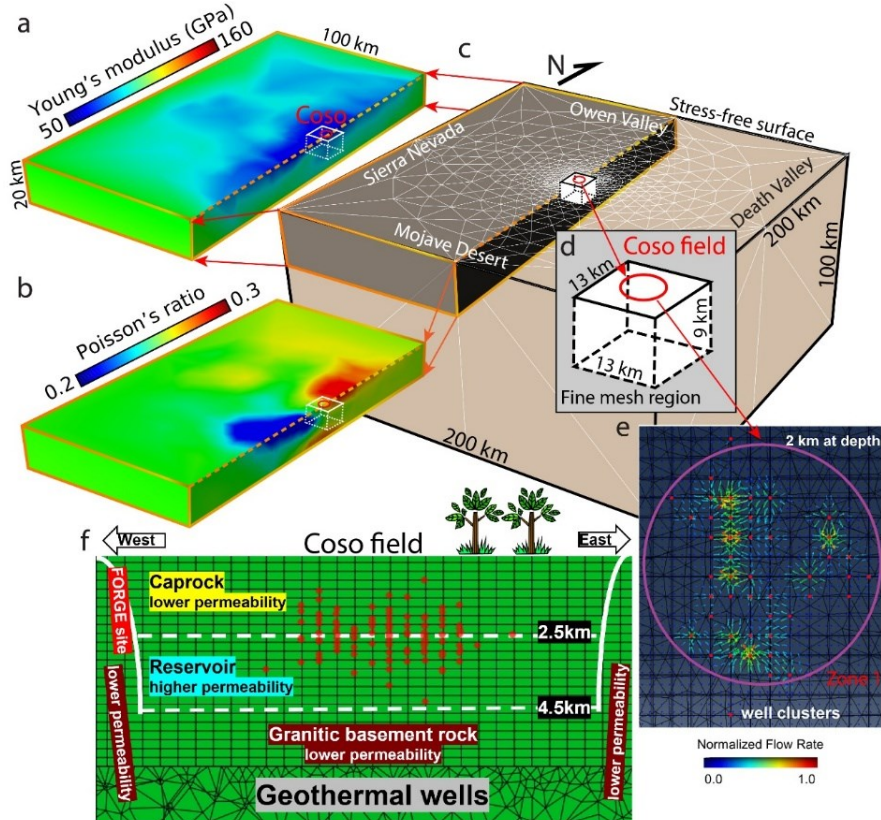 a
Young's modulus (GPa)
50
160
100 km
20 km
Coso
c
N
Stress-free surface
Owen Valley
Sierra Nevada
Mojave Desert
Death Valley
200 km
100 km
200 km
b
Poisson's ratio
0.2
0.3
d
Coso field
13 km
9 km
13 km
Fine mesh region
e
2 km at depth
Zone 1
well clusters
Normalized Flow Rate
0.0
1.0
f
West
Coso field
East
FORGE site
Caprock
lower permeability
2.5km
Reservoir
higher permeability
4.5km
lower permeability
Granitic basement rock
lower permeability
lower permeability
Geothermal wells